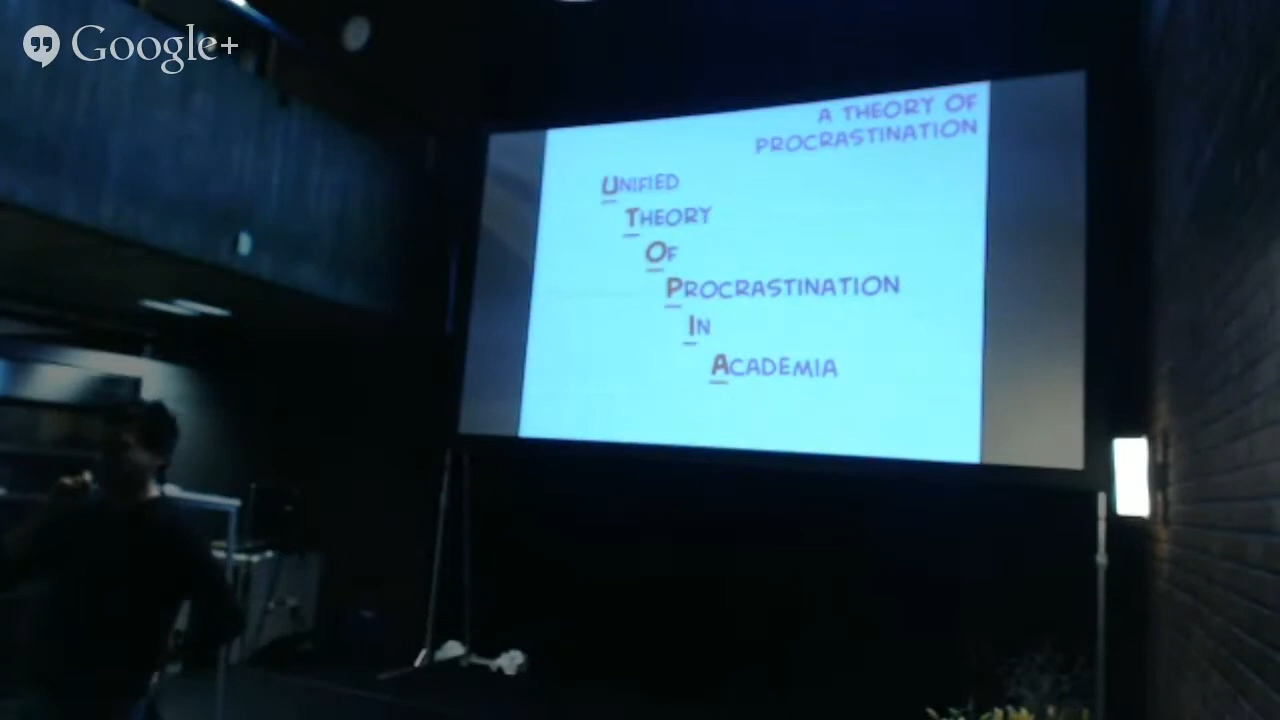 Google+
A THEORY OF
PROCRASTINATION
UNIFIED
THEORY
OF
PROCRASTINATION
IN
ACADEMIA